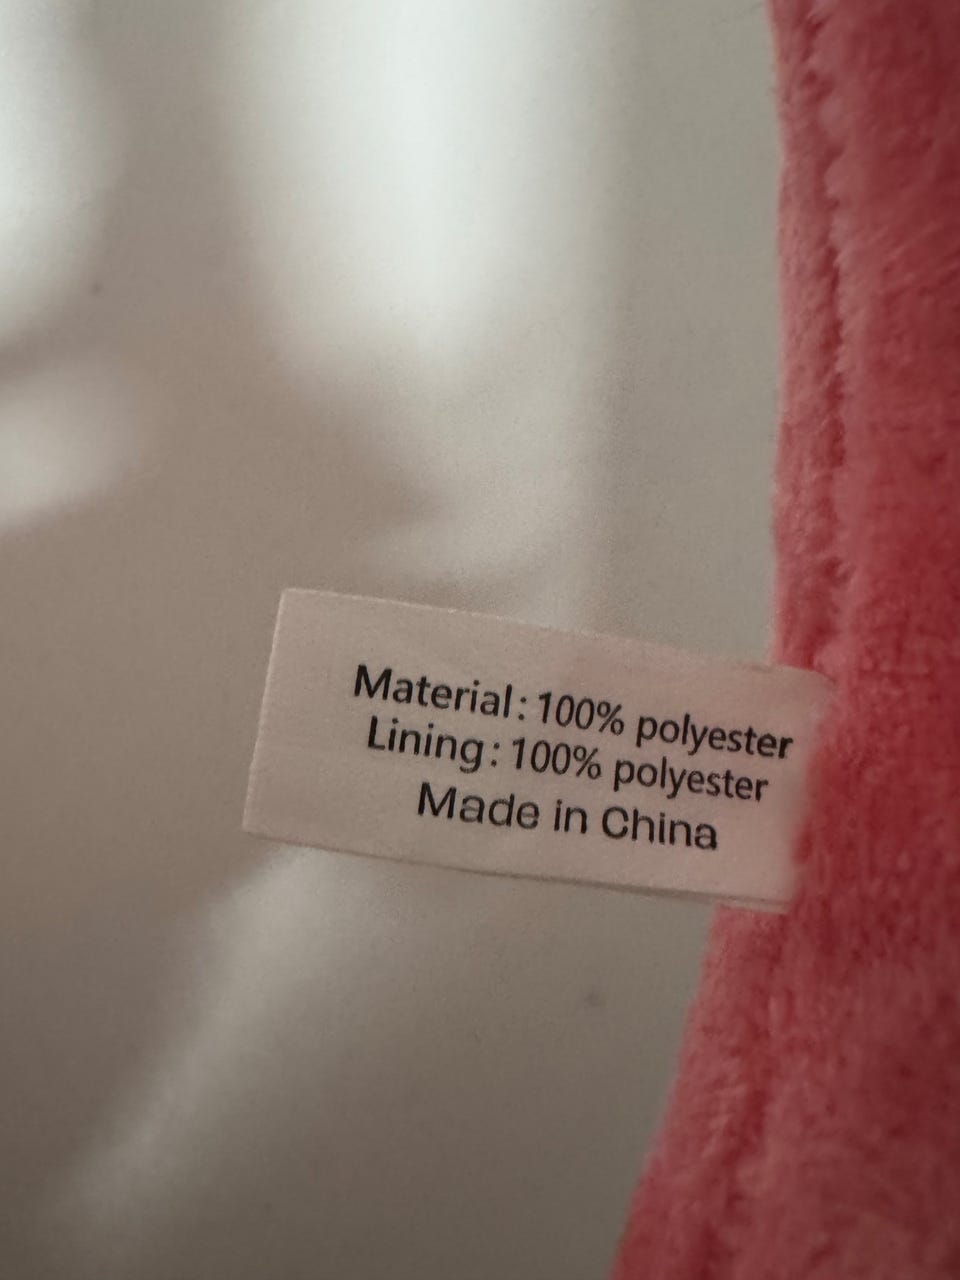 Material: 100% polyester
Lining: 100% polyester
Made in China